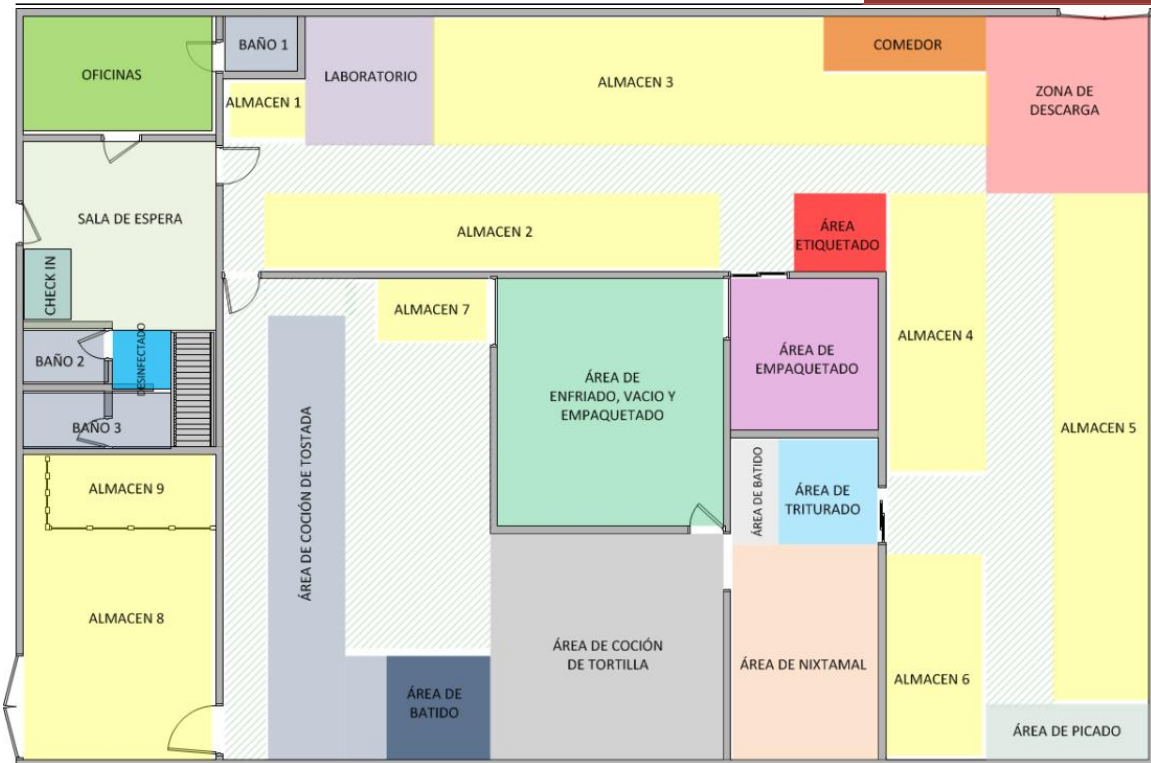 OFICINAS
BAÑO 1
LABORATORIO
ALMACEN 1
ALMACEN 3
COMEDOR
ZONA DE
DESCARGA
SALA DE ESPERA
CHECK IN
ALMACEN 2
ÁREA
ETIQUETADO
BAÑO 2
DESINFECTADO
BAÑO 3
ALMACEN 7
ÁREA DE
ENFRIADO, VACIO Y
EMPAQUETADO
ÁREA DE
EMPAQUETADO
ALMACEN 4
ALMACEN 5
ALMACEN 9
ALMACEN 8
ÁREA DE COCIÓN DE TOSTADA
ÁREA DE BATIDO
ÁREA DE
TRITURADO
ÁREA DE
BATIDO
ÁREA DE COCIÓN
DE TORTILLA
ÁREA DE NIXTAMAL
ALMACEN 6
ÁREA DE PICADO